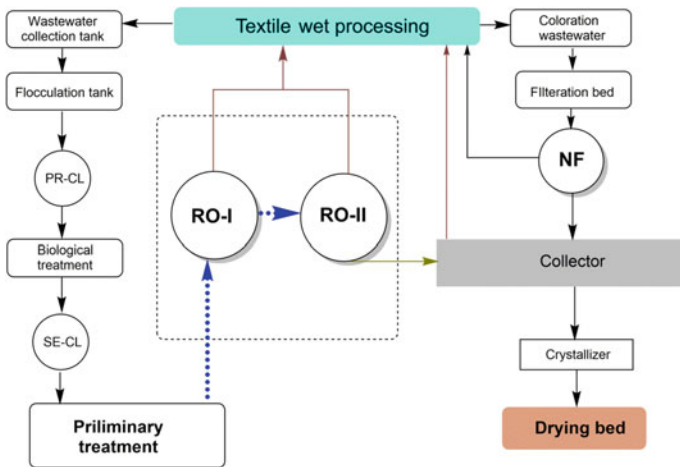 Wastewater
collection tank
Textile wet processing
Coloration
wastewater
Flocculation tank
FIlteration bed
PR-CL
NF
RO-I
RO-II
Biological
treatment
Collector
SE-CL
Crystallizer
Priliminary
treatment
Drying bed